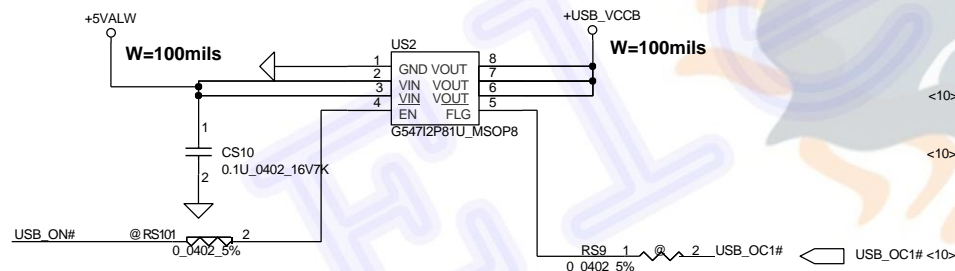 +5VALW
W=100mils
+USB_VCCB
W=100mils
US2
1 GND VOUT 8
2 VIN VOUT 7
3 VIN VOUT 6
4 EN FLG 5
G547I2P81U_MSOP8
1
CS10
0.1U_0402_16V7K
2
<10>
<10>
USB_ON# @RS101 2
0_0402_5%
RS9 1 @ 2 USB_OC1# USB_OC1# <10>
0_0402_5%